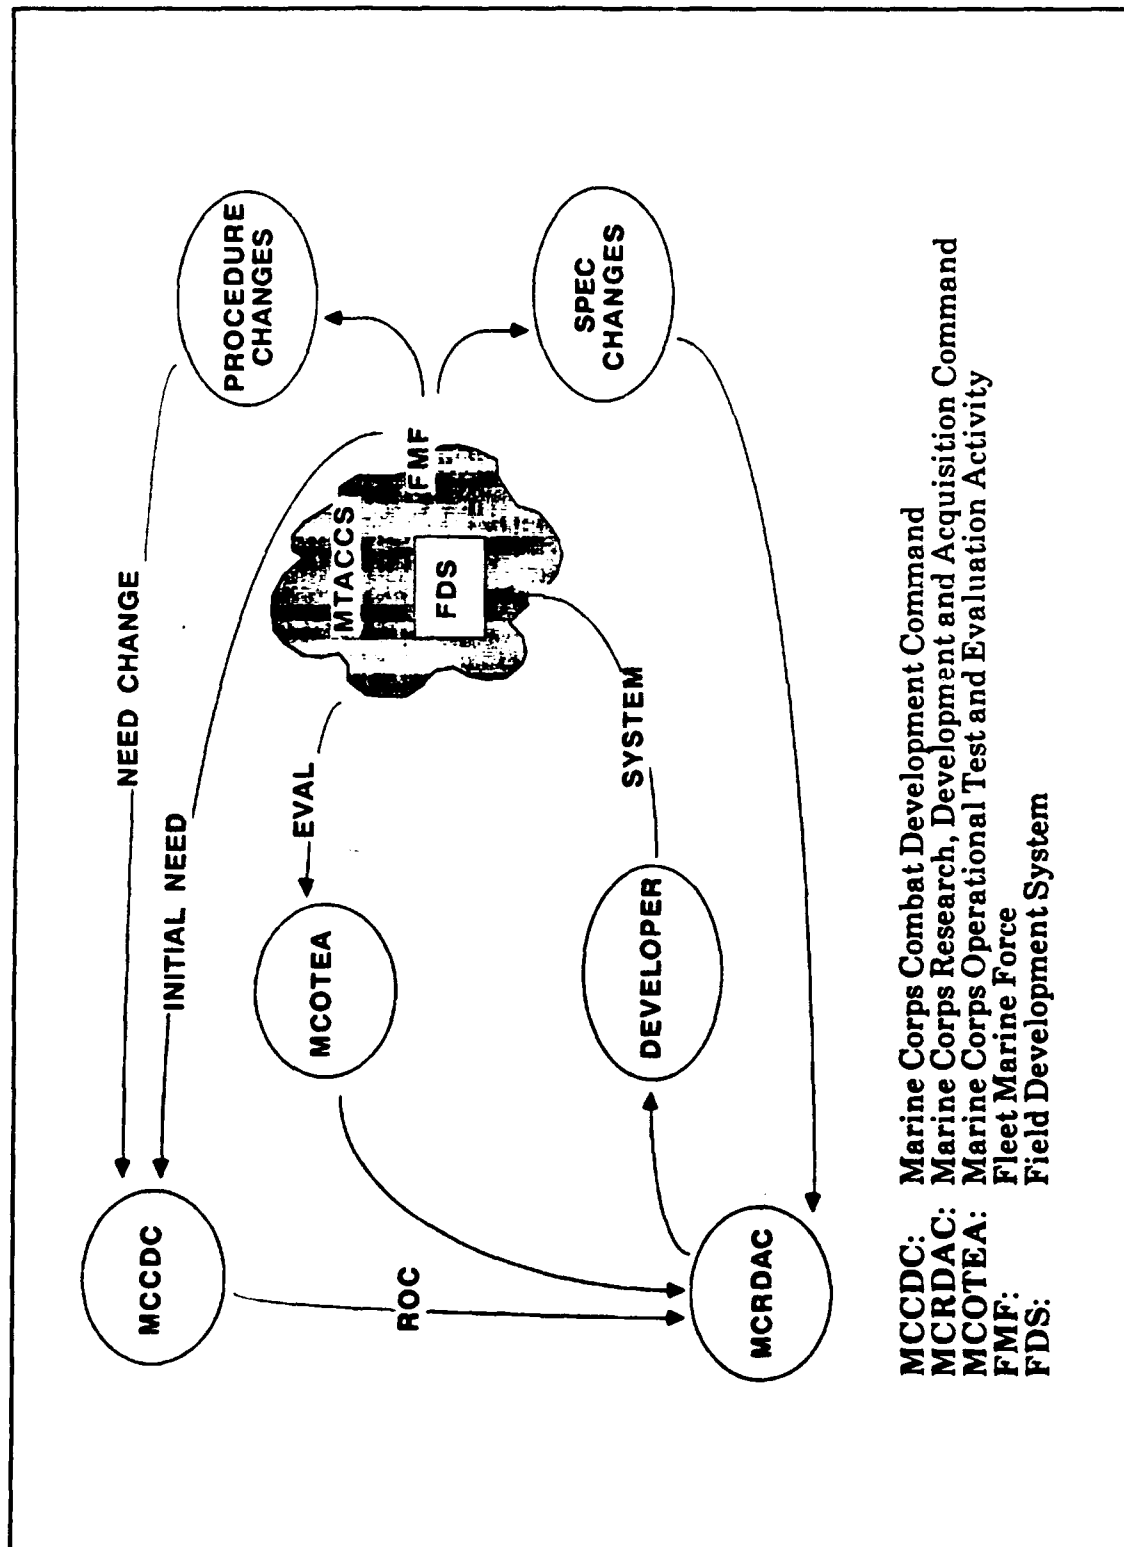 NEED CHANGE
INITIAL NEED
MCCDC
PROCEDURE
CHANGES
EVAL
MCOTEA
MTACCS
FMF
FDS
ROC
SYSTEM
DEVELOPER
SPEC
CHANGES
MCRDAC
MCCDC: Marine Corps Combat Development Command
MCRDAC: Marine Corps Research, Development and Acquisition Command
MCOTEA: Marine Corps Operational Test and Evaluation Activity
FMF: Fleet Marine Force
FDS: Field Development System